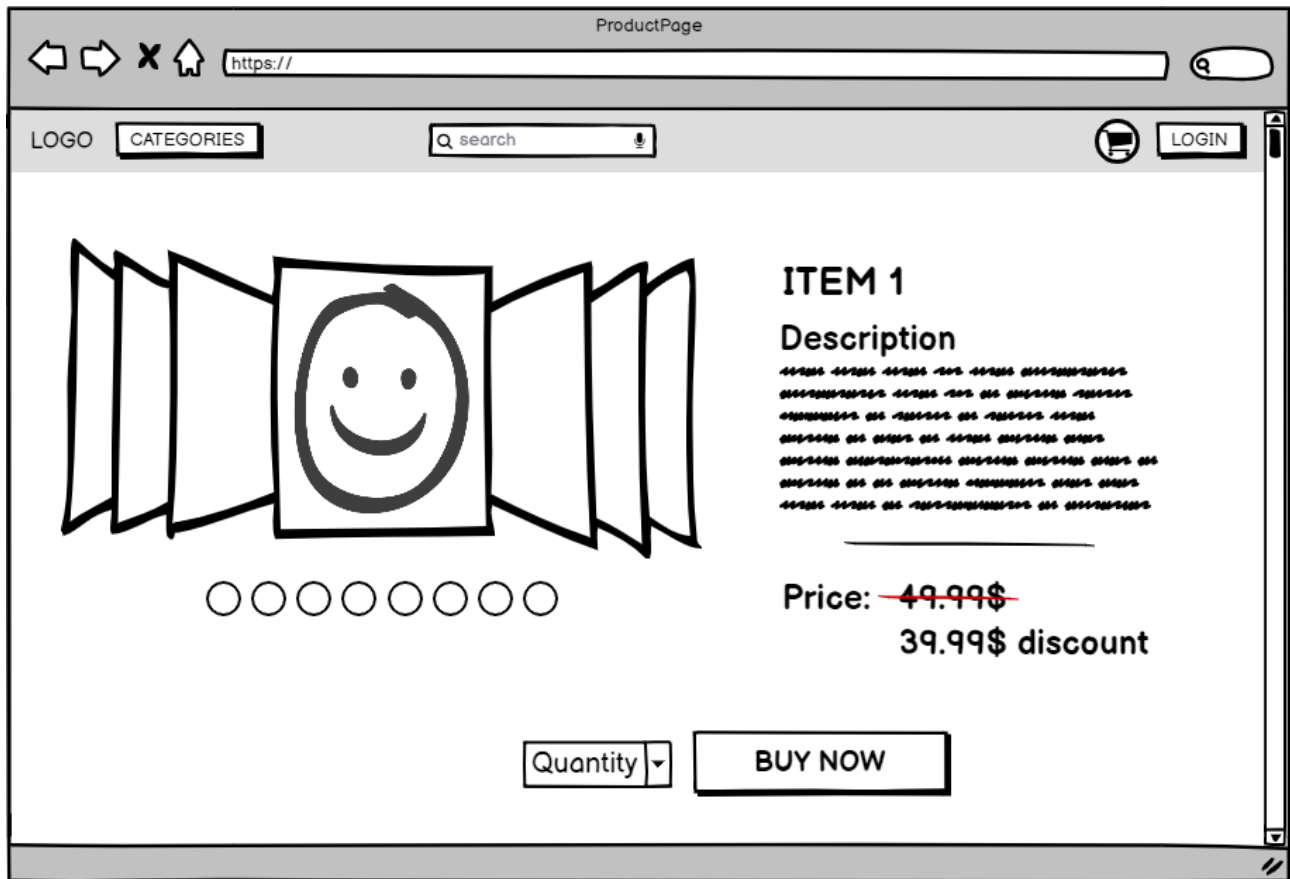 ProductPage
https://
LOGO CATEGORIES search LOGIN
ITEM 1
Description
Price: 49.99$
39.99$ discount
Quantity BUY NOW